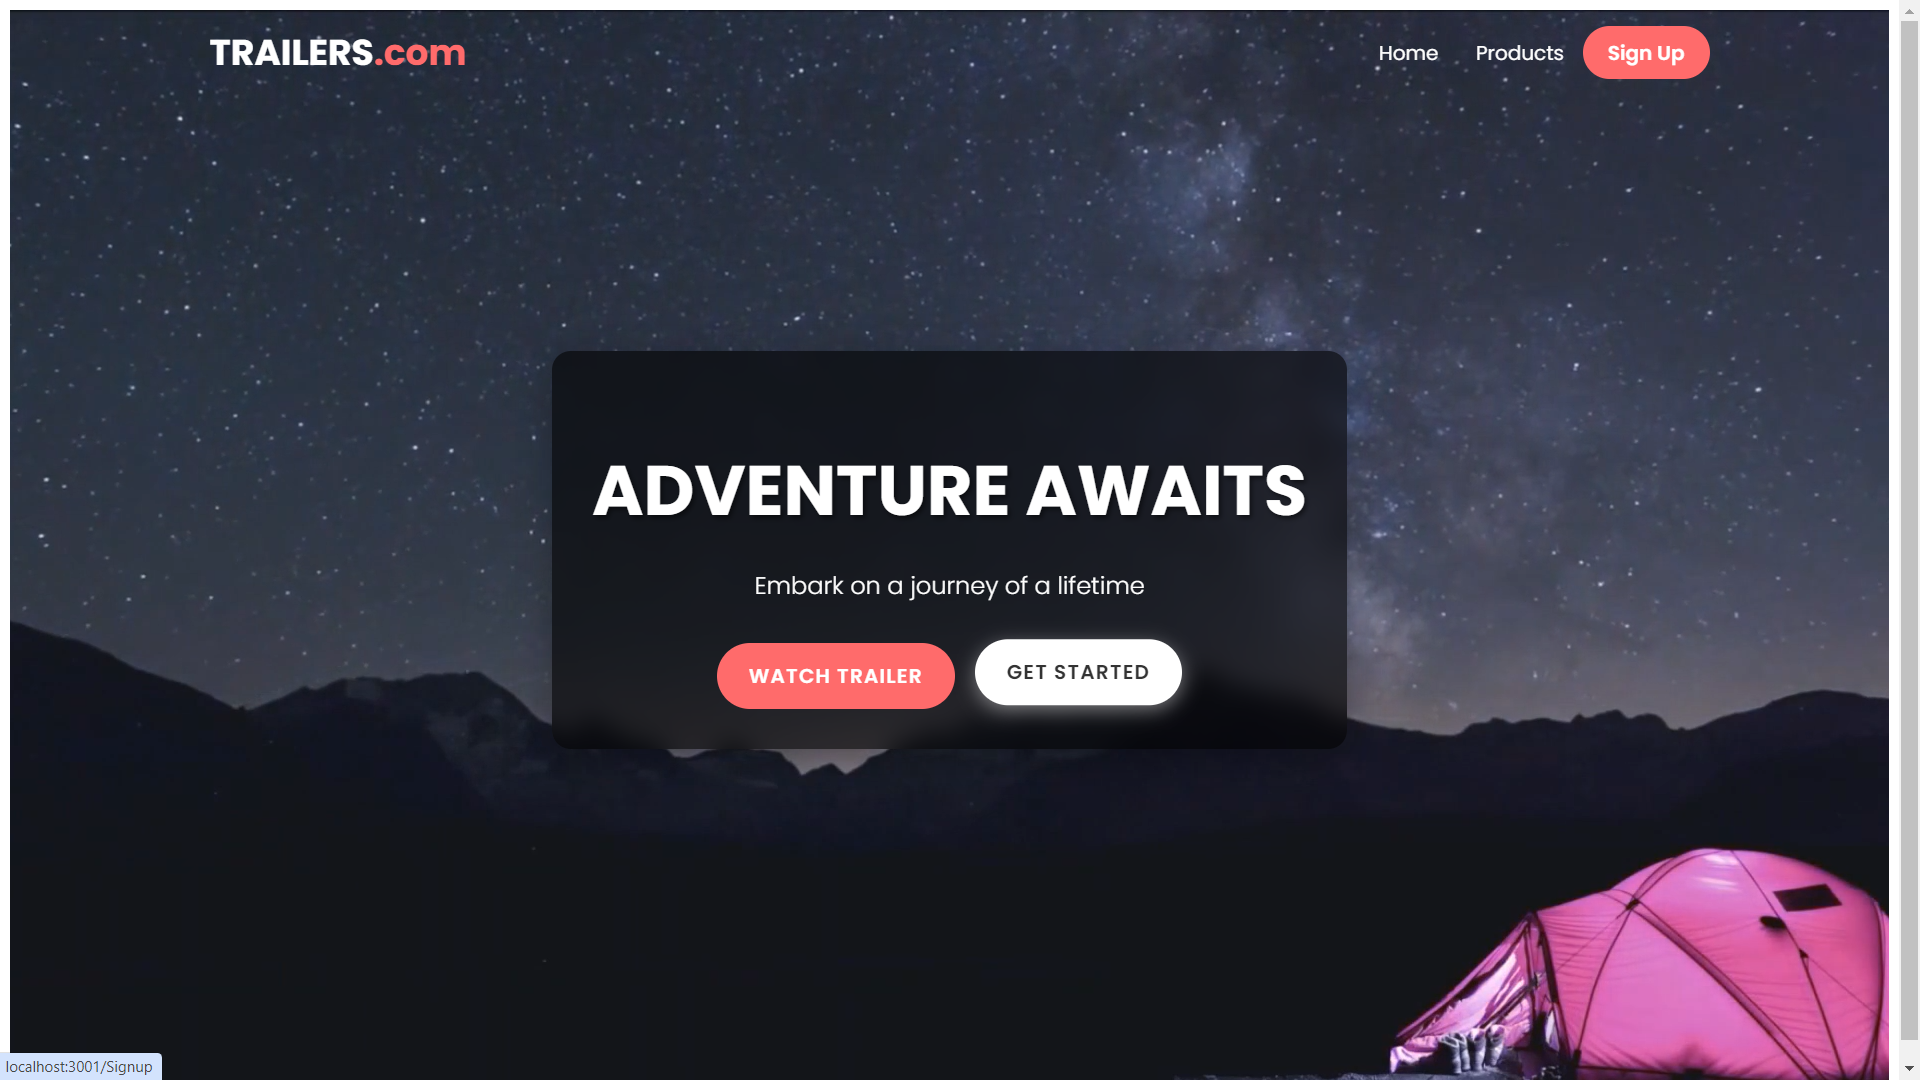 TRAILERS.com
Home Products Sign Up
ADVENTURE AWAITS
Embark on a journey of a lifetime
WATCH TRAILER GET STARTED
localhost:3001/Signup